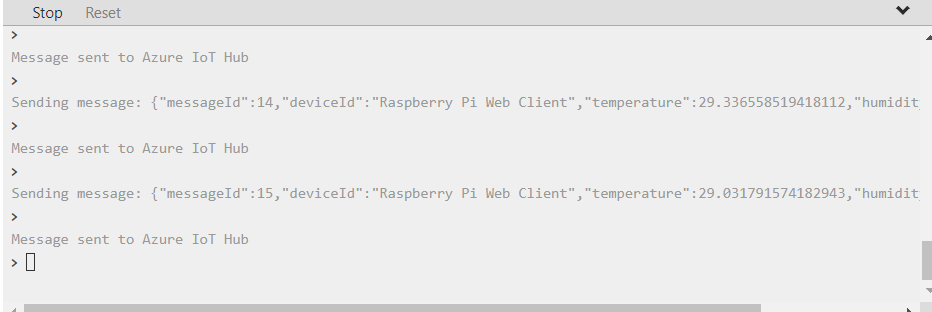 Stop Reset
>
Message sent to Azure IoT Hub
>
Sending message: {"messageId":14,"deviceId":"Raspberry Pi Web Client","temperature":29.336558519418112,"humidit
>
Message sent to Azure IoT Hub
>
Sending message: {"messageId":15,"deviceId":"Raspberry Pi Web Client","temperature":29.031791574182943,"humidit
>
Message sent to Azure IoT Hub
>